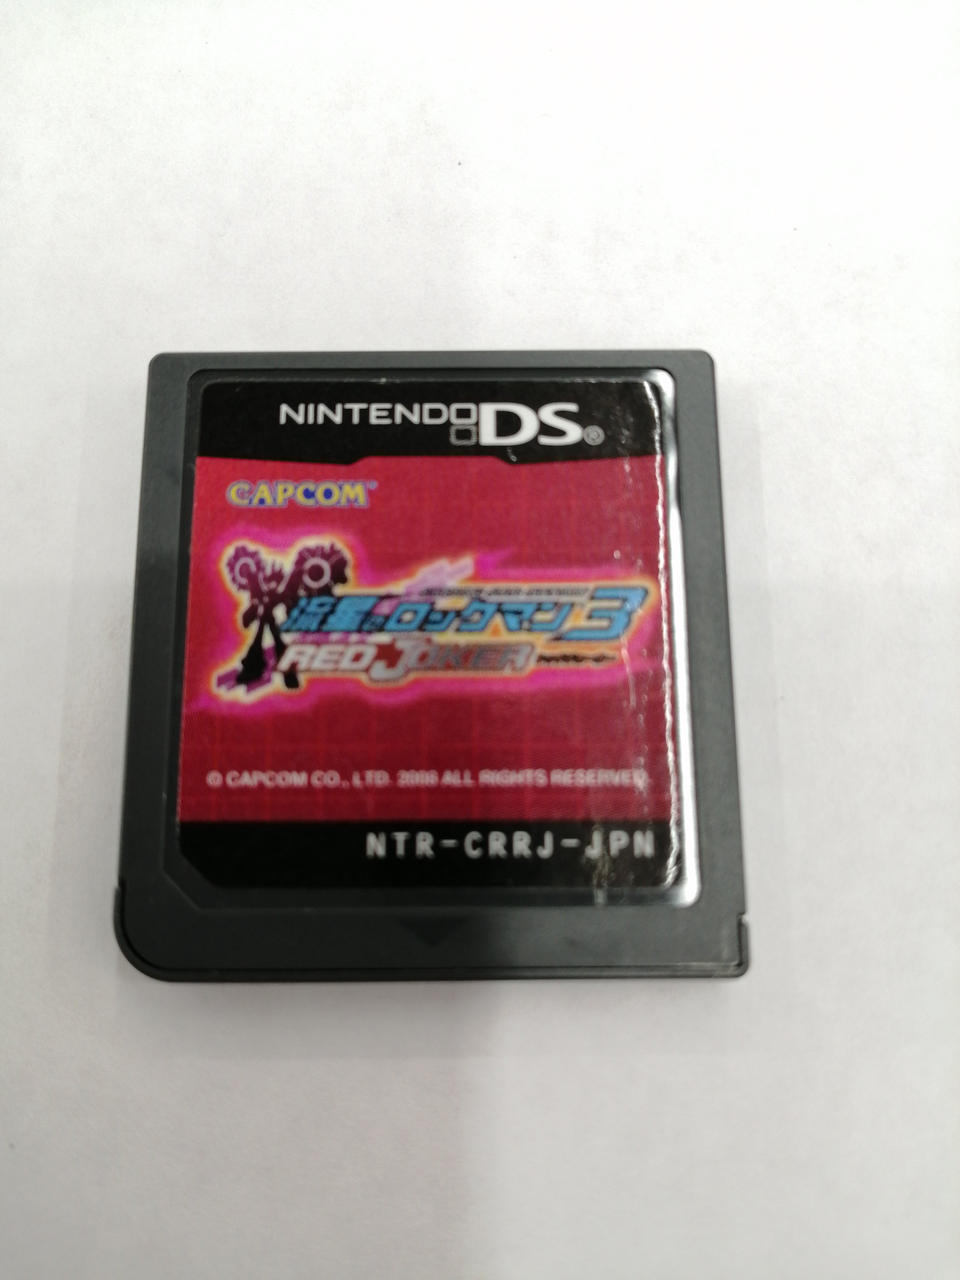 NINTENDO DS®
CAPCOM
流星のロックマン3
RED JOKER
© CAPCOM CO., LTD. 2008 ALL RIGHTS RESERVED.
NTR-CRRJ-JPN